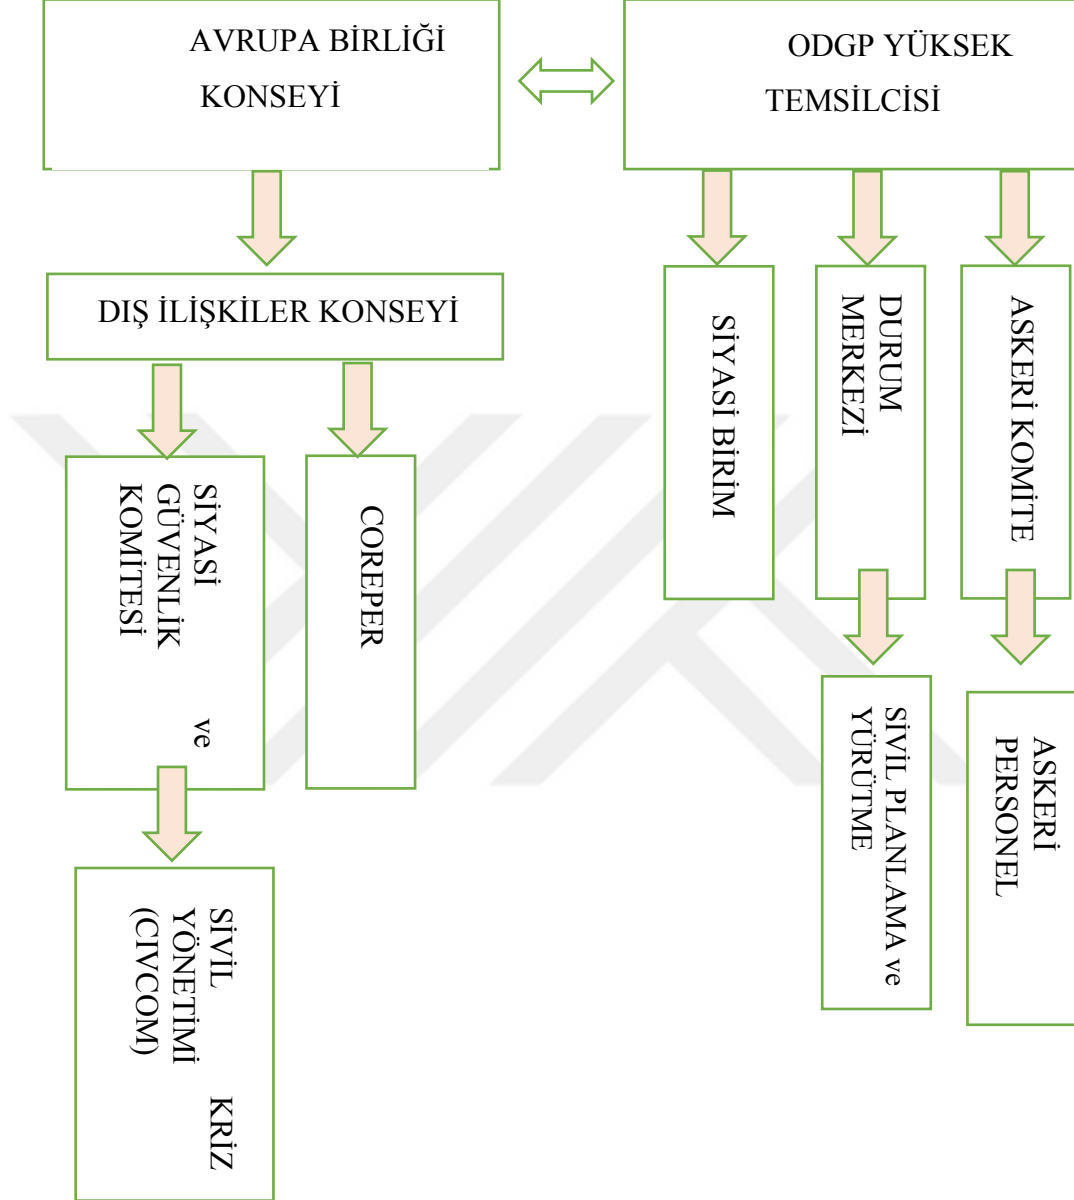 AVRUPA BİRLİĞİ
KONSEYİ
ODGP YÜKSEK
TEMSİLCİSİ
DIŞ İLİŞKİLER KONSEYİ
SİYASİ ve
GÜVENLİK
KOMİTESİ
COREPER
SİYASİ BİRİM
DURUM
MERKEZİ
ASKERİ KOMİTE
SİVİL PLANLAMA ve
YÜRÜTME
ASKERİ
PERSONEL
SİVİL KRİZ
YÖNETİMİ
(CIVCOM)